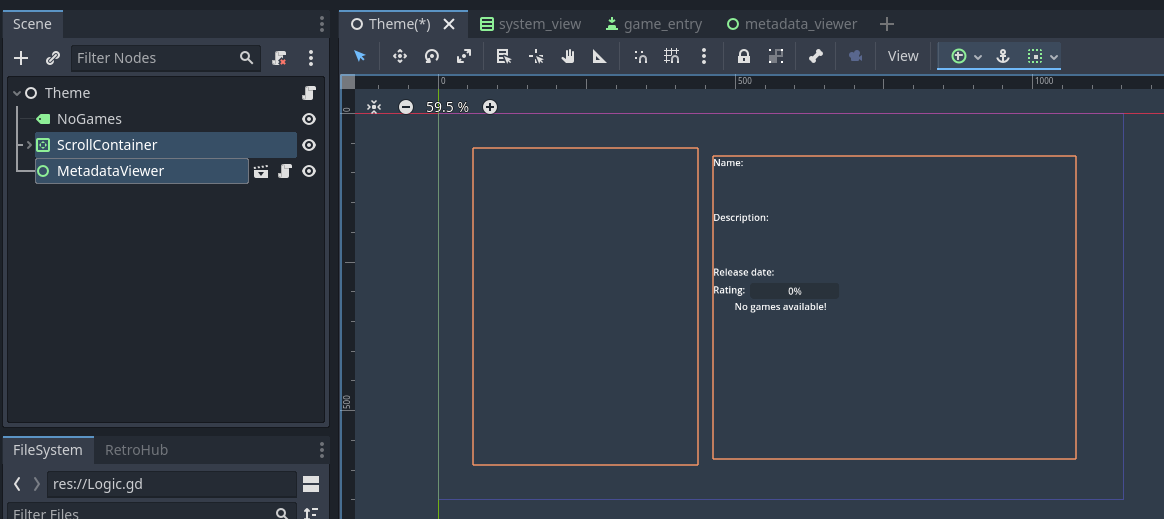 Scene
Theme(*)
system_view
game_entry
metadata_viewer
Filter Nodes
View
Theme
NoGames
ScrollContainer
MetadataViewer
0
500
1000
0
500
59.5 %
Name:
Description:
Release date:
Rating:
0%
No games available!
FileSystem
RetroHub
res://Logic.gd
Filter Files